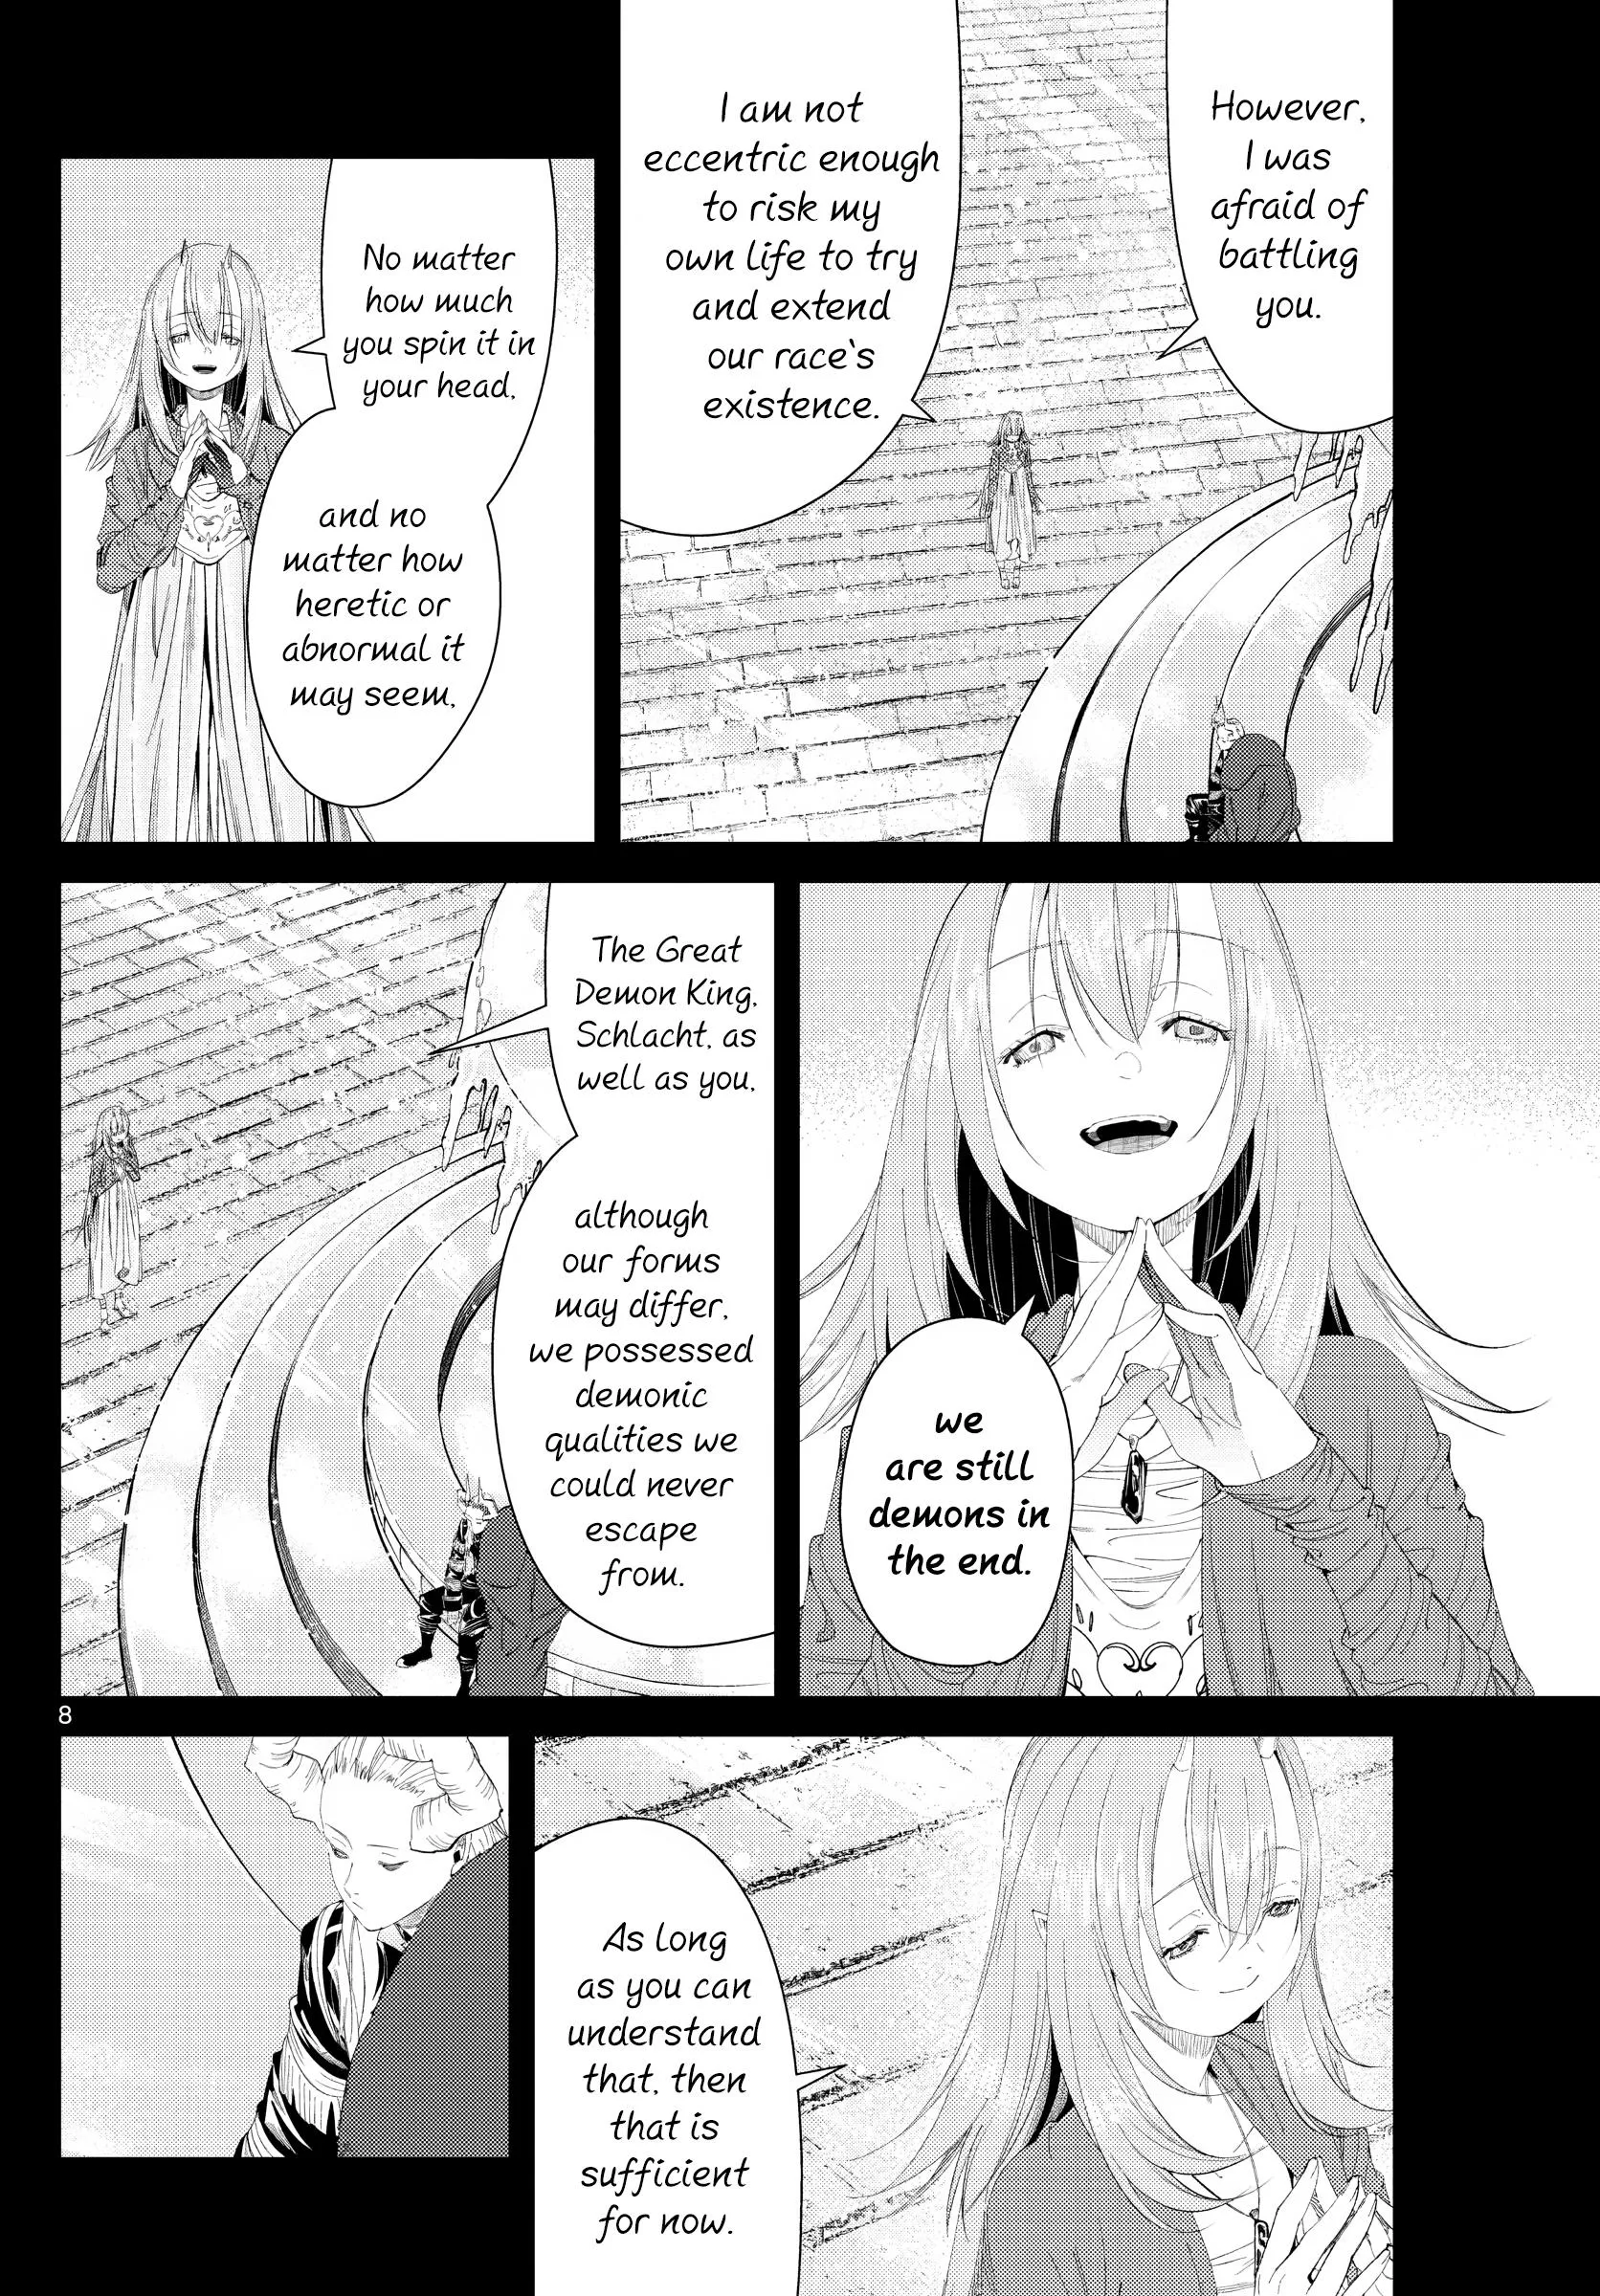 However,
I was
afraid of
battling
you.
I am not
eccentric enough
to risk my
own life to try
and extend
our race`s
existence.
No matter
how much
you spin it in
your head,
and no
matter how
heretic or
abnormal it
may seem,
we
are still
demons in
the end.
The Great
Demon King,
Schlacht, as
well as you,
although
our forms
may differ,
we possessed
demonic
qualities we
could never
escape
from.
As long
as you can
understand
that, then
that is
sufficient
for now.
8